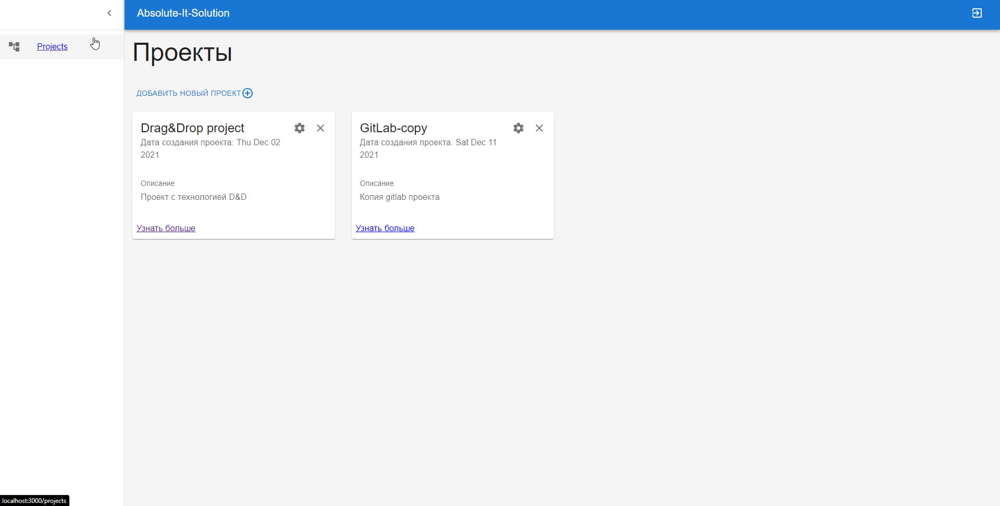 Absolute-It-Solution
Projects
Проекты
ДОБАВИТЬ НОВЫЙ ПРОЕКТ
Drag&Drop project
Дата создания проекта: Thu Dec 02
2021
Описание
Проект с технологией D&D
Узнать больше
GitLab-copy
Дата создания проекта: Sat Dec 11
2021
Описание
Копия gitlab проекта
Узнать больше
localhost:3000/projects